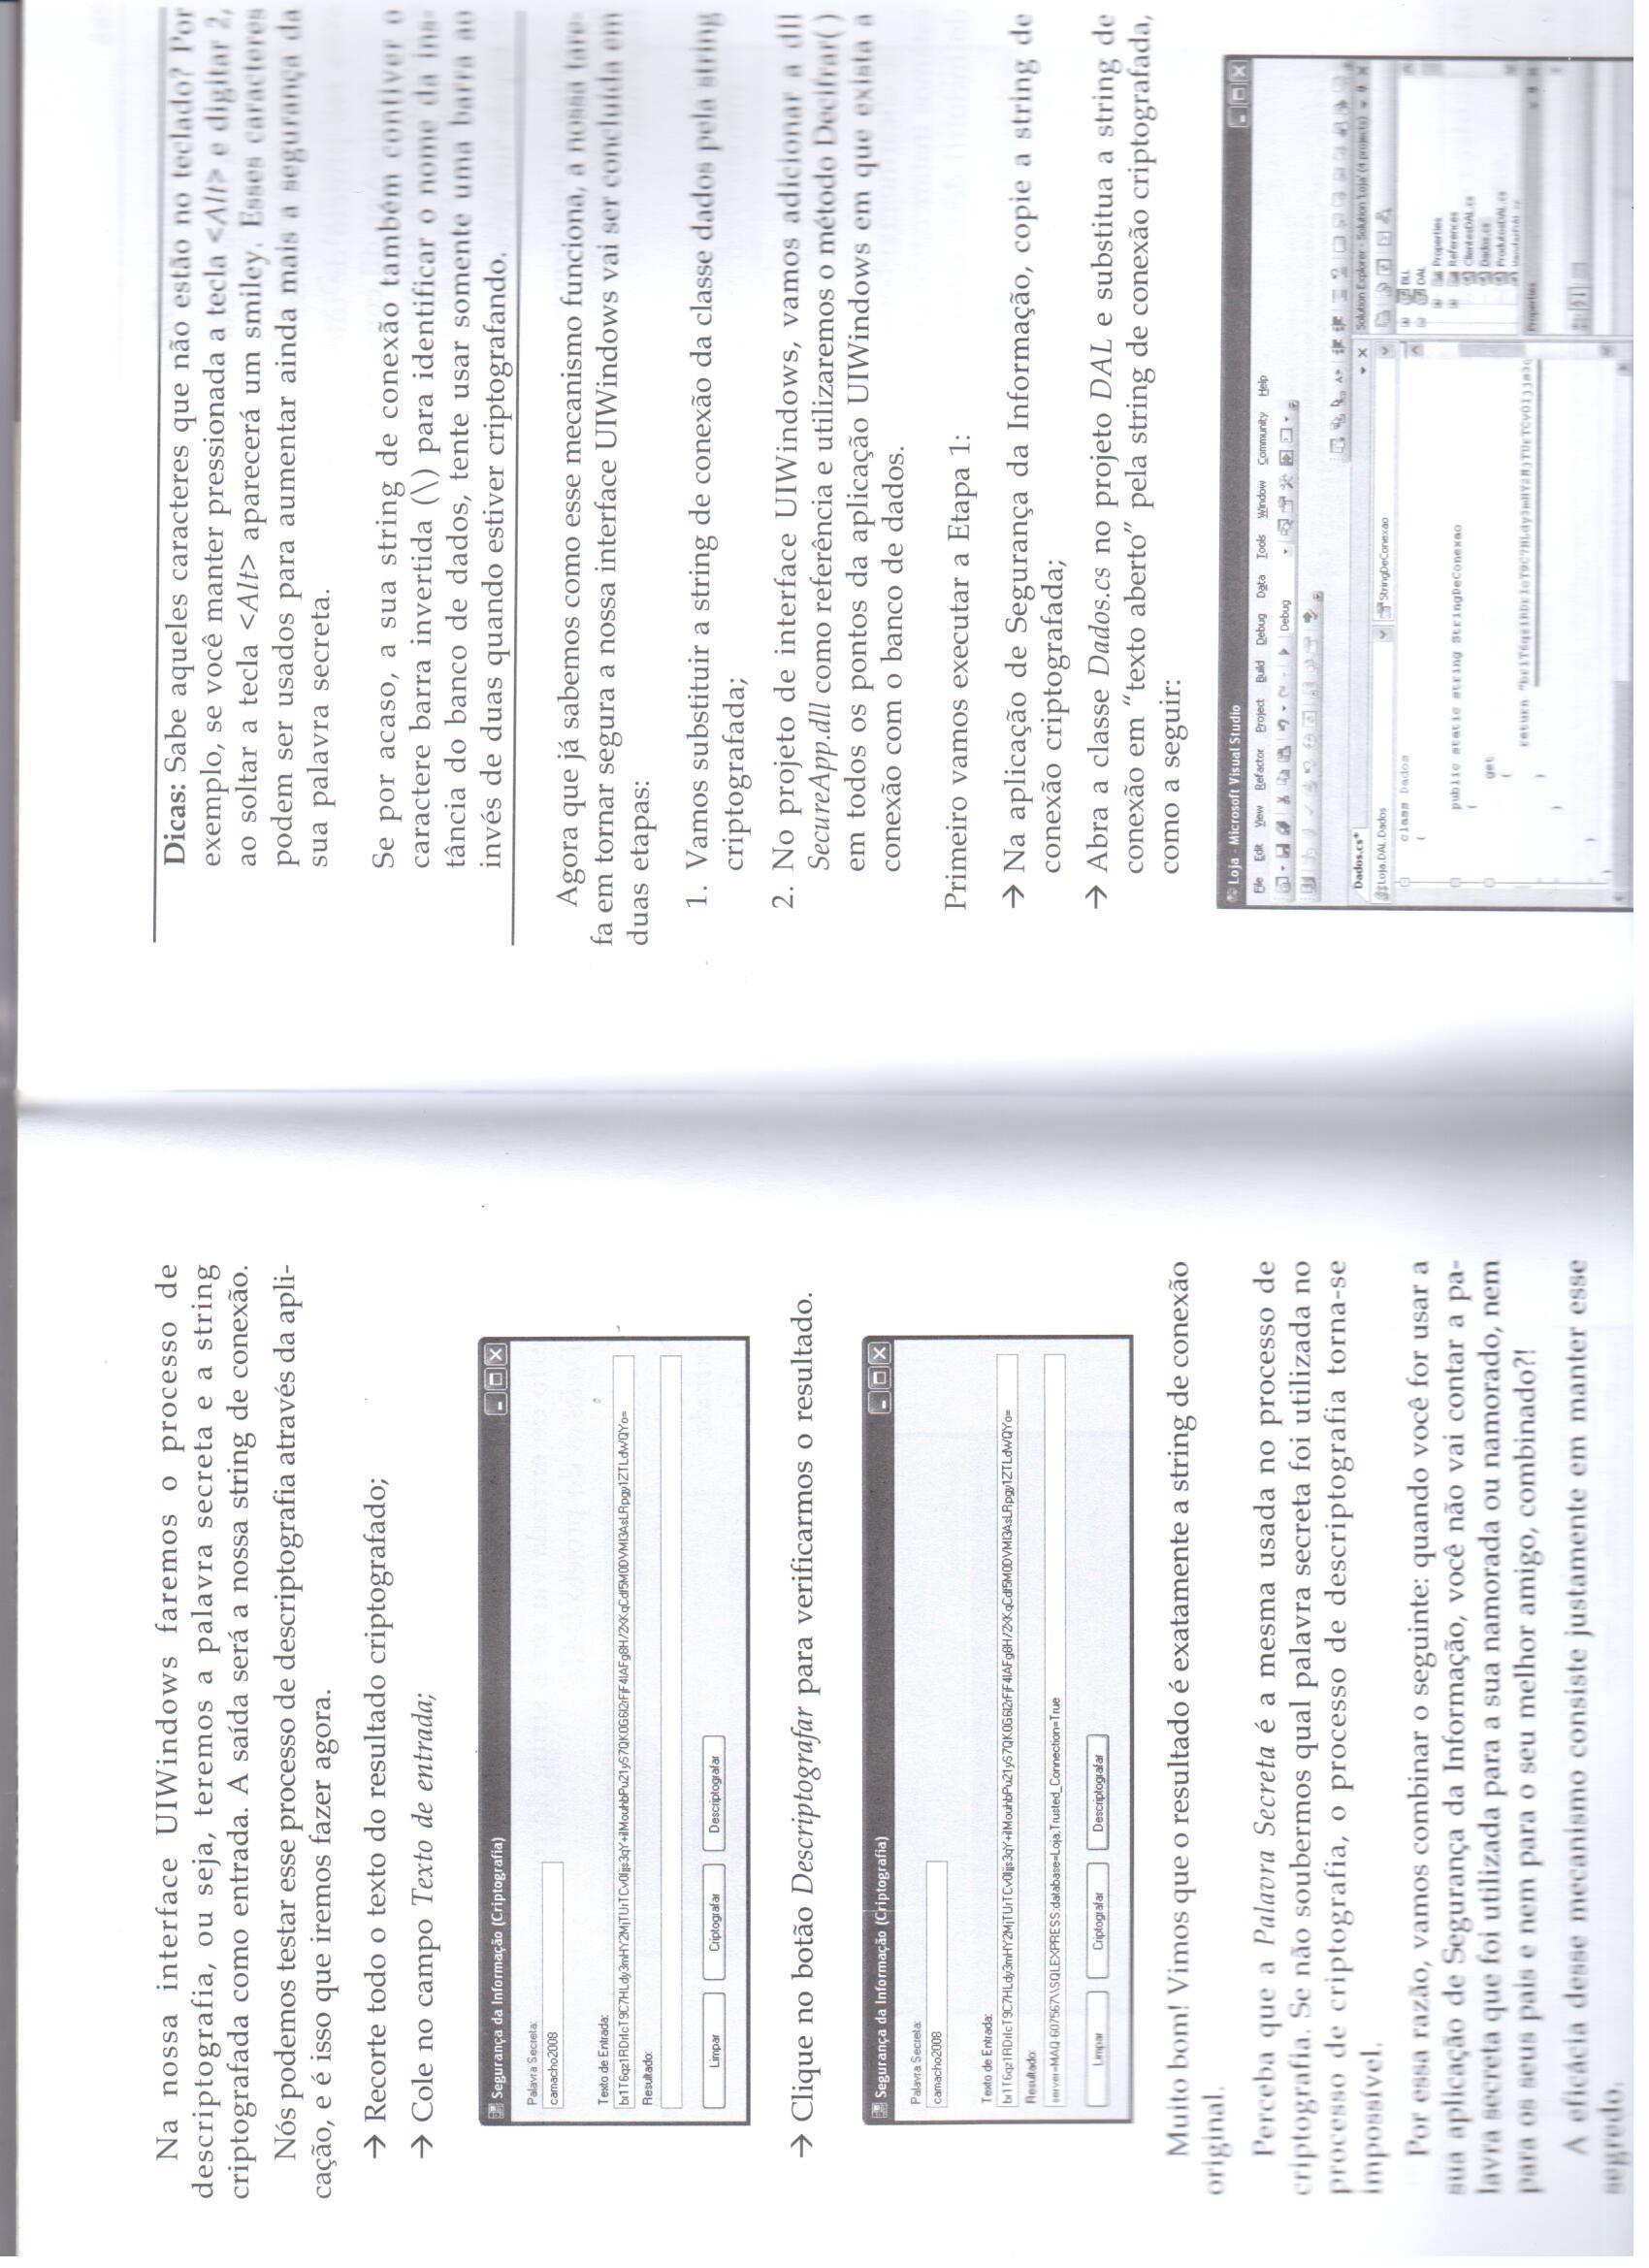 Na nossa interface UIWindows faremos o processo de
descriptografia, ou seja, teremos a palavra secreta e a string
criptografada como entrada. A saída será a nossa string de conexão.
Nós podemos testar esse processo de descriptografia através da apli-
cação, e é isso que iremos fazer agora.
→ Recorte todo o texto do resultado criptografado;
→ Cole no campo Texto de entrada;
Segurança da Informação (Criptografia)
Palavra Secreta:
camacho2008
Texto de Entrada:
Resultado:
Limpar Criptografar Descriptografar
→ Clique no botão Descriptografar para verificarmos o resultado.
Segurança da Informação (Criptografia)
Palavra Secreta:
camacho2008
Texto de Entrada:
Resultado:
server=MAQ-607567\\SQLEXPRESS;database=Loja;Trusted_Connection=True
Limpar Criptografar Descriptografar
Muito bom! Vimos que o resultado é exatamente a string de conexão
original.
Perceba que a Palavra Secreta é a mesma usada no processo de
criptografia. Se não soubermos qual palavra secreta foi utilizada no
processo de criptografia, o processo de descriptografia torna-se
impossível.
Por essa razão, vamos combinar o seguinte: quando você for usar a
sua aplicação de Segurança da Informação, você não vai contar a pa-
lavra secreta que foi utilizada para a sua namorada ou namorado, nem
para os seus pais e nem para o seu melhor amigo, combinado?!
A eficácia desse mecanismo consiste justamente em manter esse
segredo.
Dicas: Sabe aqueles caracteres que não estão no teclado? Por
exemplo, se você manter pressionada a tecla <Alt> e digitar 2,
ao soltar a tecla <Alt> aparecerá um smiley. Esses caracteres
podem ser usados para aumentar ainda mais a segurança da
sua palavra secreta.
Se por acaso, a sua string de conexão também contiver o
caractere barra invertida (\) para identificar o nome da ins-
tância do banco de dados, tente usar somente uma barra ao
invés de duas quando estiver criptografando.
Agora que já sabemos como esse mecanismo funciona, a nossa tare-
fa em tornar segura a nossa interface UIWindows vai ser concluída em
duas etapas:
1. Vamos substituir a string de conexão da classe dados pela string
criptografada;
2. No projeto de interface UIWindows, vamos adicionar a dll
SecureApp.dll como referência e utilizaremos o método Decifrar( )
em todos os pontos da aplicação UIWindows em que exista a
conexão com o banco de dados.
Primeiro vamos executar a Etapa 1:
→ Na aplicação de Segurança da Informação, copie a string de
conexão criptografada;
→ Abra a classe Dados.cs no projeto DAL e substitua a string de
conexão em "texto aberto" pela string de conexão criptografada,
como a seguir:
Loja - Microsoft Visual Studio
File Edit View Refactor Project Build Debug Data Tools Window Community Help
Debug
Dados.cs*
Solution Explorer - Solution 'Loja' (4 projects)
Loja.DAL.Dados StringDeConexao
class Dados
{
public static string StringDeConexao
{
get
{
return
}
}
}
}
BLL
DAL
Properties
References
ClientesDAL.cs
Dados.cs
ProdutosDAL.cs
VendasDAL.cs
Properties